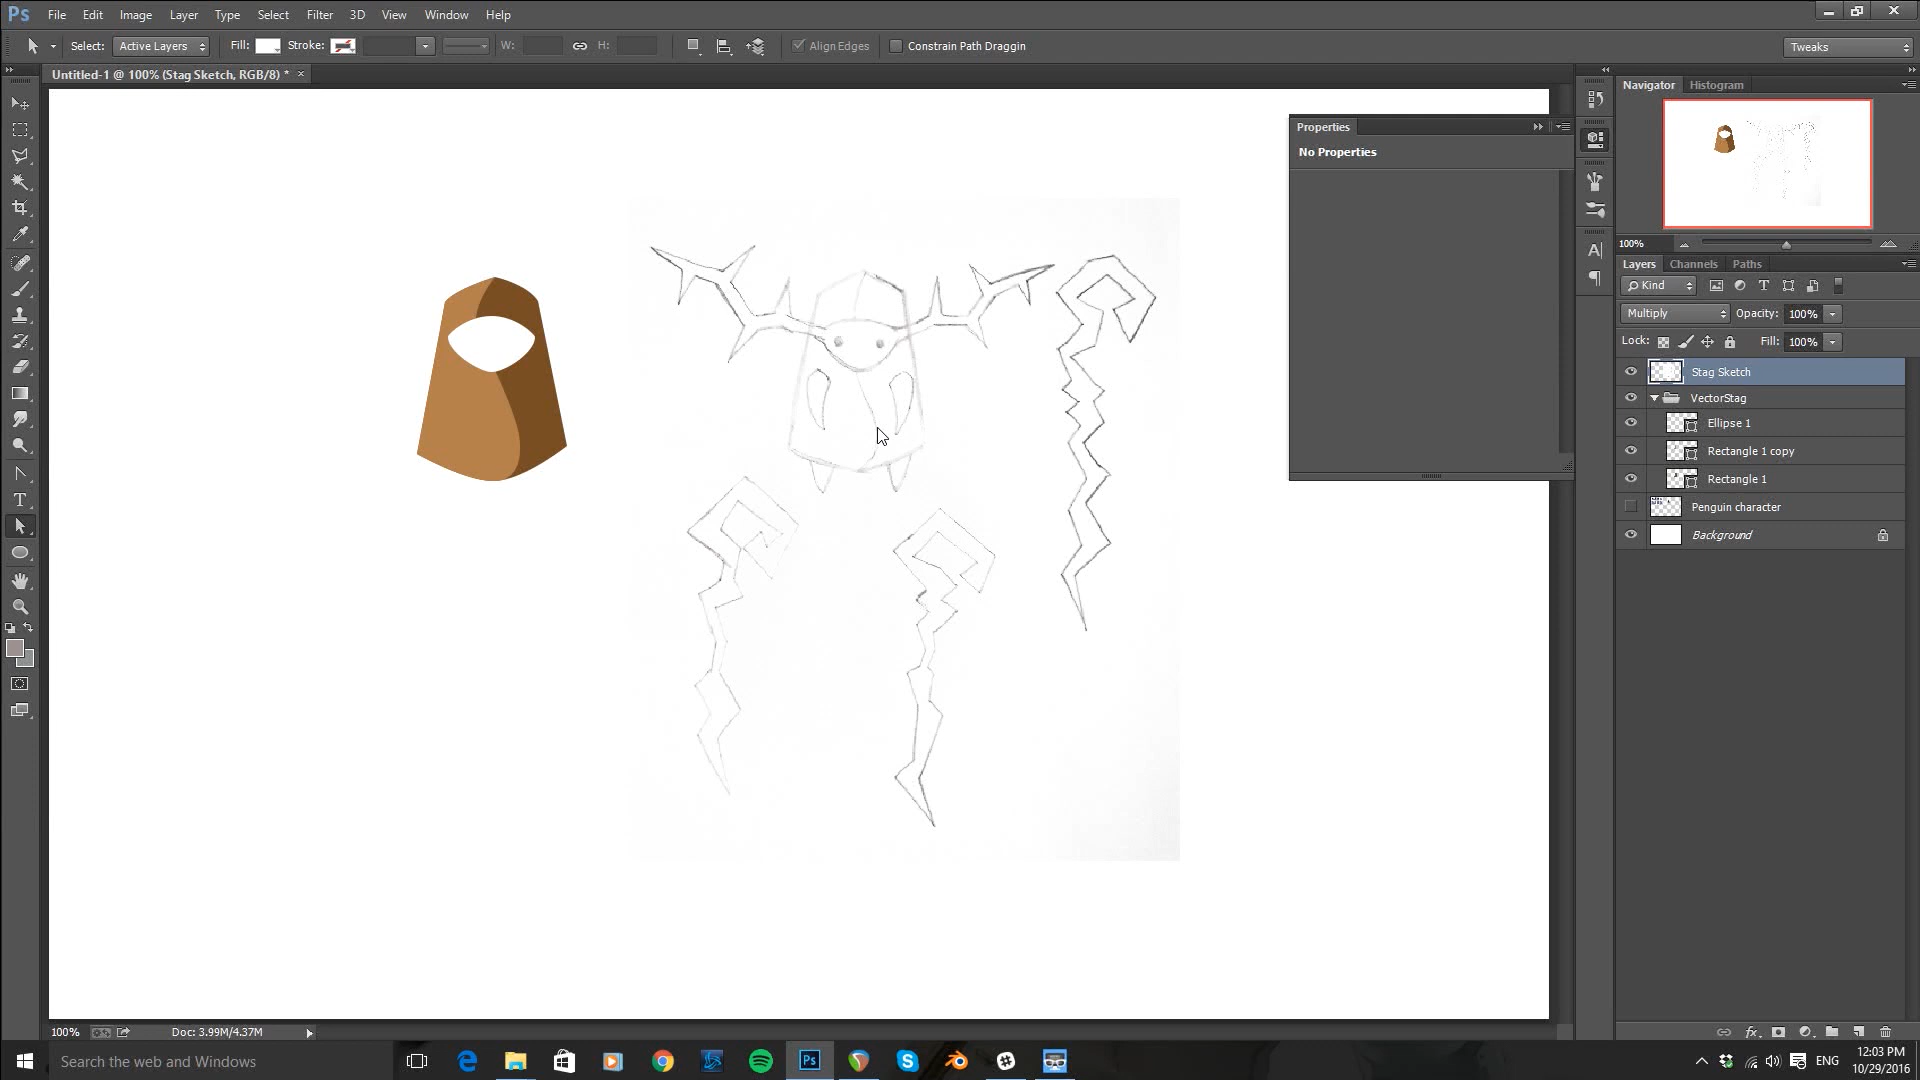 Ps File Edit Image Layer Type Select Filter 3D View Window Help
Select: Active Layers Fill: Stroke: W: H: Align Edges Constrain Path Draggin Tweaks
Untitled-1 @ 100% (Stag Sketch, RGB/8) * ×
Navigator Histogram
Properties
No Properties
100%
Layers Channels Paths
Kind
Multiply Opacity: 100%
Lock: Fill: 100%
Stag Sketch
VectorStag
Ellipse 1
Rectangle 1 copy
Rectangle 1
Penguin character
Background
100% Doc: 3.99M/4.37M
Search the web and Windows
Ps
ENG
12:03 PM
10/29/2016